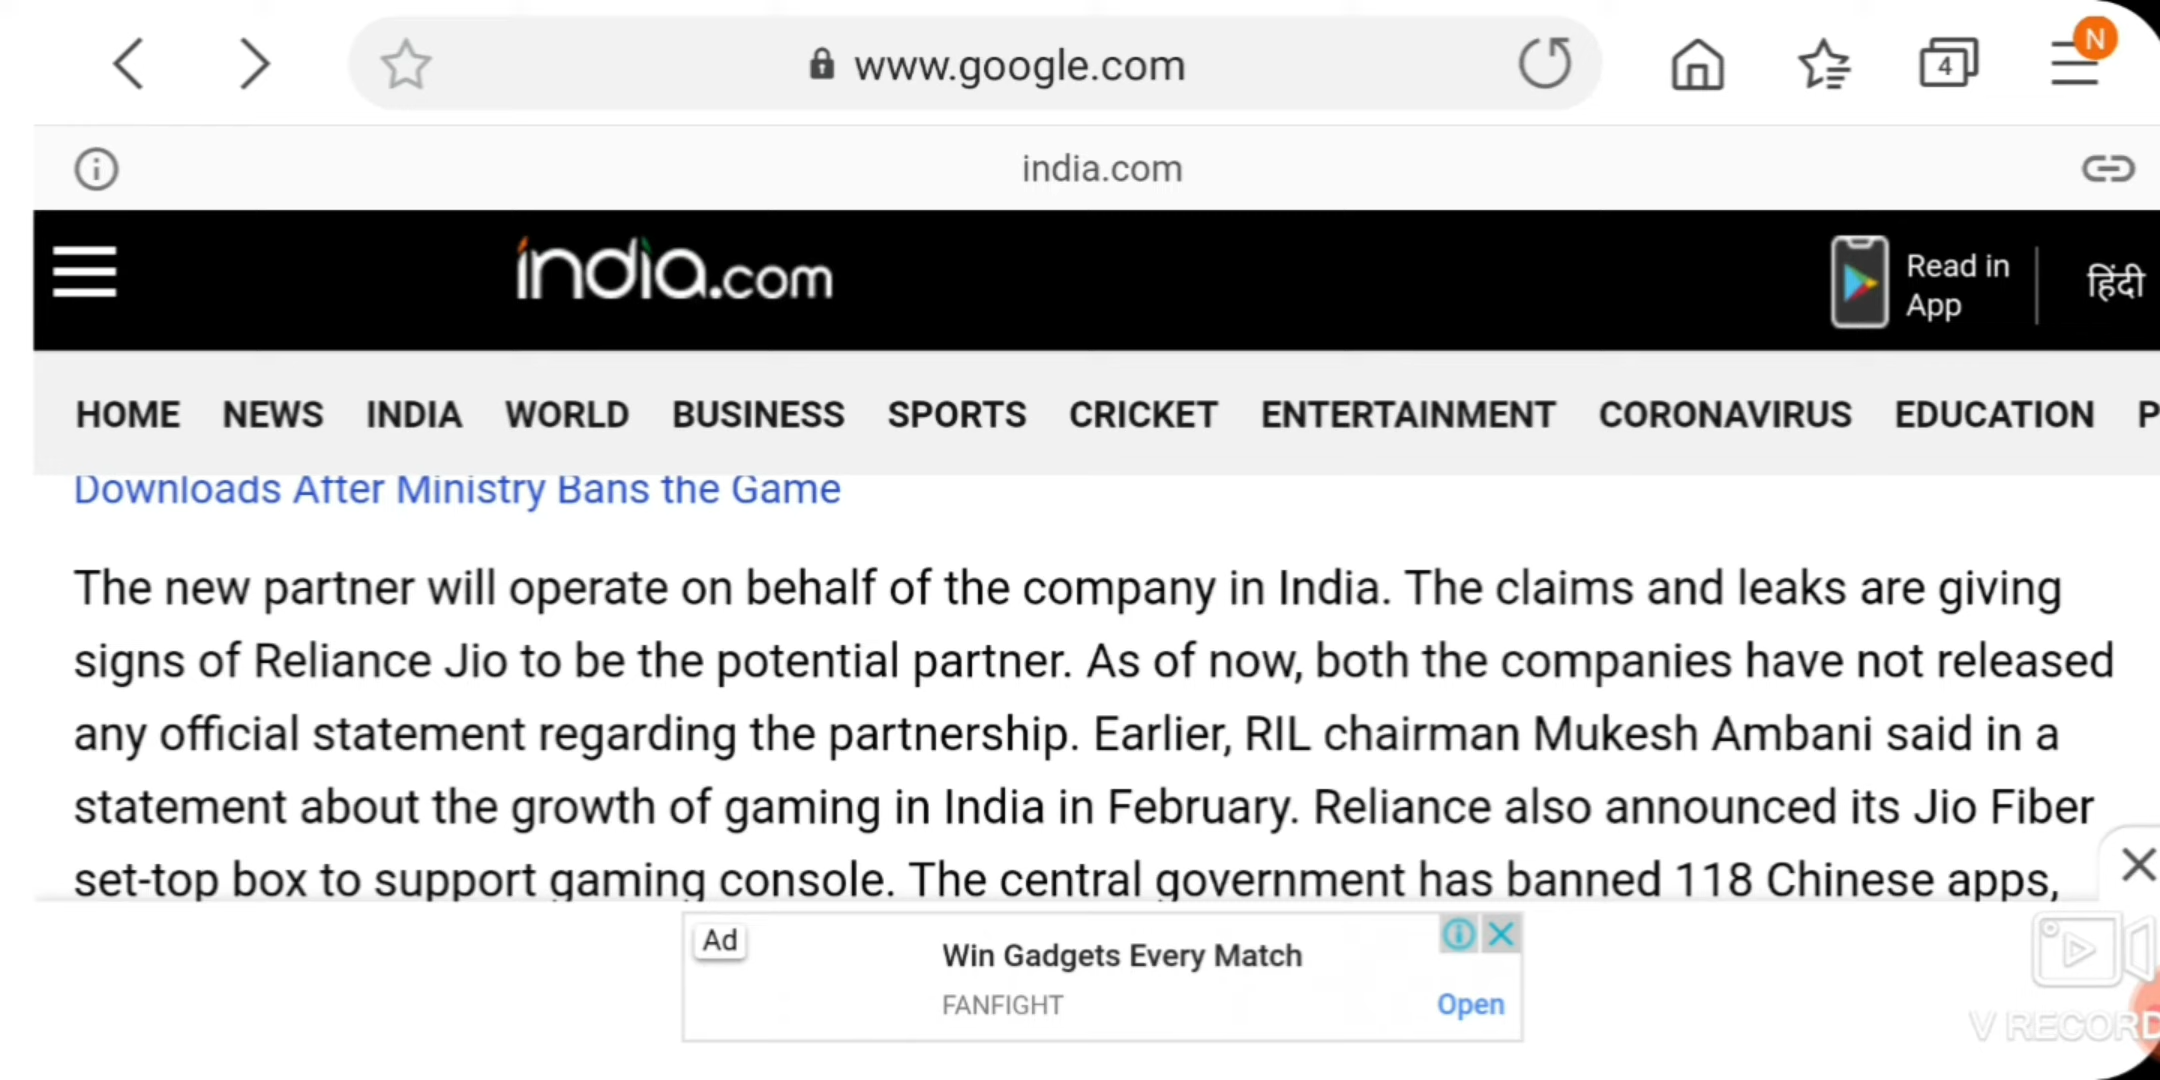 www.google.com
4
N
india.com
india.com
Read in
App
हिंदी
HOME NEWS INDIA WORLD BUSINESS SPORTS CRICKET ENTERTAINMENT CORONAVIRUS EDUCATION P
Downloads After Ministry Bans the Game
The new partner will operate on behalf of the company in India. The claims and leaks are giving
signs of Reliance Jio to be the potential partner. As of now, both the companies have not released
any official statement regarding the partnership. Earlier, RIL chairman Mukesh Ambani said in a
statement about the growth of gaming in India in February. Reliance also announced its Jio Fiber
set-top box to support gaming console. The central government has banned 118 Chinese apps,
Ad
Win Gadgets Every Match
FANFIGHT
Open
V RECORD